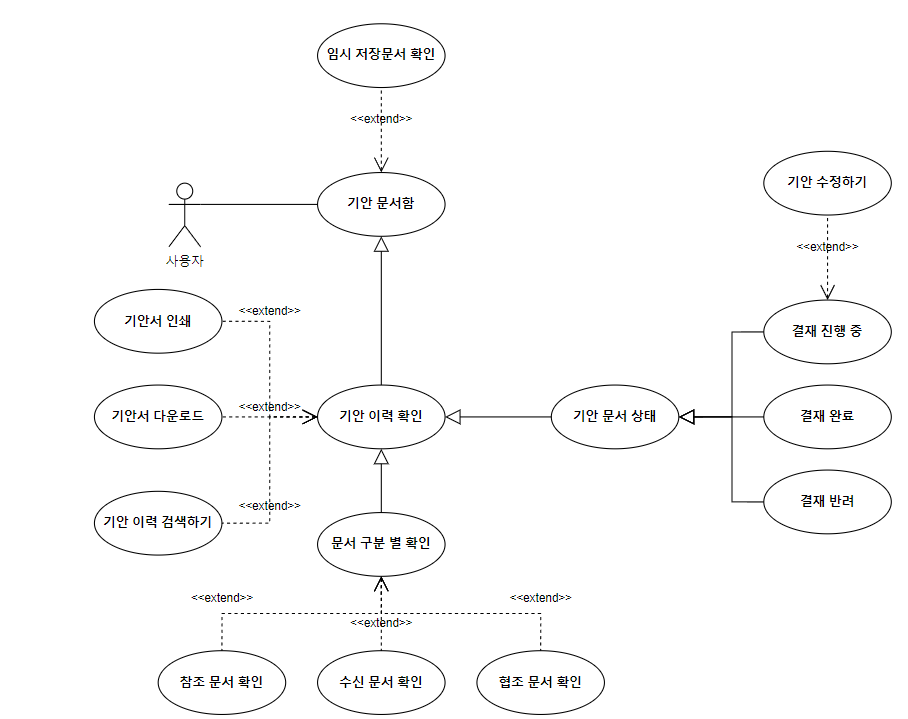 임시 저장문서 확인
<<extend>>
기안 수정하기
기안 문서함
<<extend>>
사용자
<<extend>>
기안서 인쇄
결재 진행 중
<<extend>>
기안서 다운로드
기안 이력 확인
기안 문서 상태
결재 완료
<<extend>>
결재 반려
기안 이력 검색하기
문서 구분 별 확인
<<extend>>
<<extend>>
<<extend>>
참조 문서 확인
수신 문서 확인
협조 문서 확인